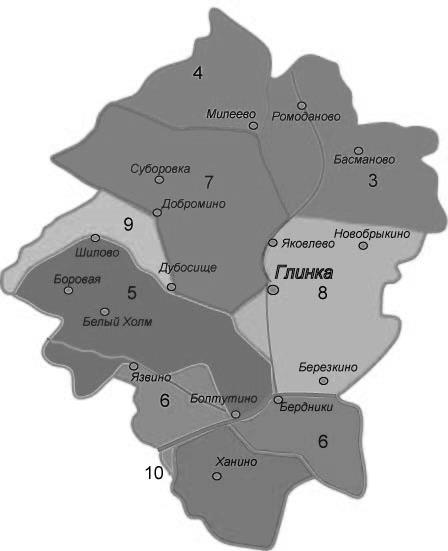 4
Милеево
Ромоданово
Басманово
3
Суборовка
7
Добромино
9
Шипово
Яковлево
Новобрыкино
Дубосище
Глинка
8
Боровая
5
Белый Холм
Язвино
Березкино
6
Болтутино
Бердники
6
10
Ханино